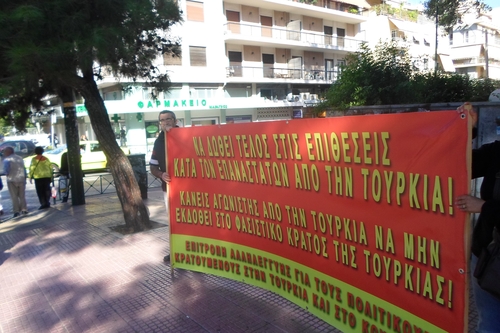 ΦΑΡΜΑΚΕΙΟ
ΝΑ ΔΟΘΕΙ ΤΕΛΟΣ ΣΤΙΣ ΕΠΙΘΕΣΕΙΣ
ΚΑΤΑ ΤΟΝ ΕΠΑΝΑΣΤΑΤΩΝ ΑΠΟ ΤΗΝ ΤΟΥΡΚΙΑ!
ΚΑΝΕΙΣ ΑΓΩΝΙΣΤΗΣ ΑΠΟ ΤΗΝ ΤΟΥΡΚΙΑ ΝΑ ΜΗΝ
ΕΚΔΟΘΕΙ ΣΤΟ ΦΑΣΙΣΤΙΚΟ ΚΡΑΤΟΣ ΤΗΣ ΤΟΥΡΚΙΑΣ!
ΕΠΙΤΡΟΠΗ ΑΛΛΗΛΕΓΓΥΗΣ ΓΙΑ ΤΟΥΣ ΠΟΛΙΤΙΚΟΥΣ
ΚΡΑΤΟΥΜΕΝΟΥΣ ΣΤΗΝ ΤΟΥΡΚΙΑ ΚΑΙ ΣΤΟ